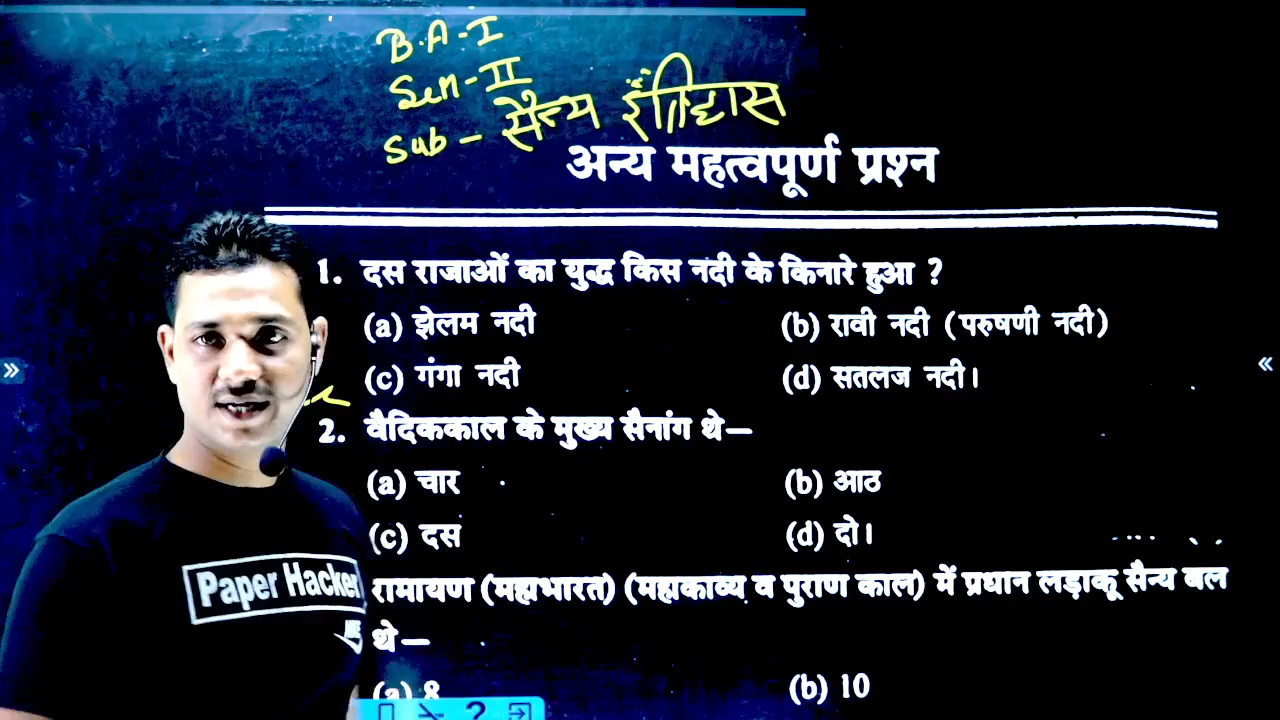 B.A-I
Sem-II
Sub - सैन्य इतिहास
अन्य महत्वपूर्ण प्रश्न
1. दस राजाओं का युद्ध किस नदी के किनारे हुआ ?
(a) झेलम नदी (b) रावी नदी (परुषणी नदी)
(c) गंगा नदी (d) सतलज नदी।
2. वैदिककाल के मुख्य सैनांग थे—
(a) चार (b) आठ
(c) दस (d) दो।
रामायण (महाभारत) (महाकाव्य व पुराण काल) में प्रधान लड़ाकू सैन्य बल
थे—
(a) 8 (b) 10
Paper Hacker